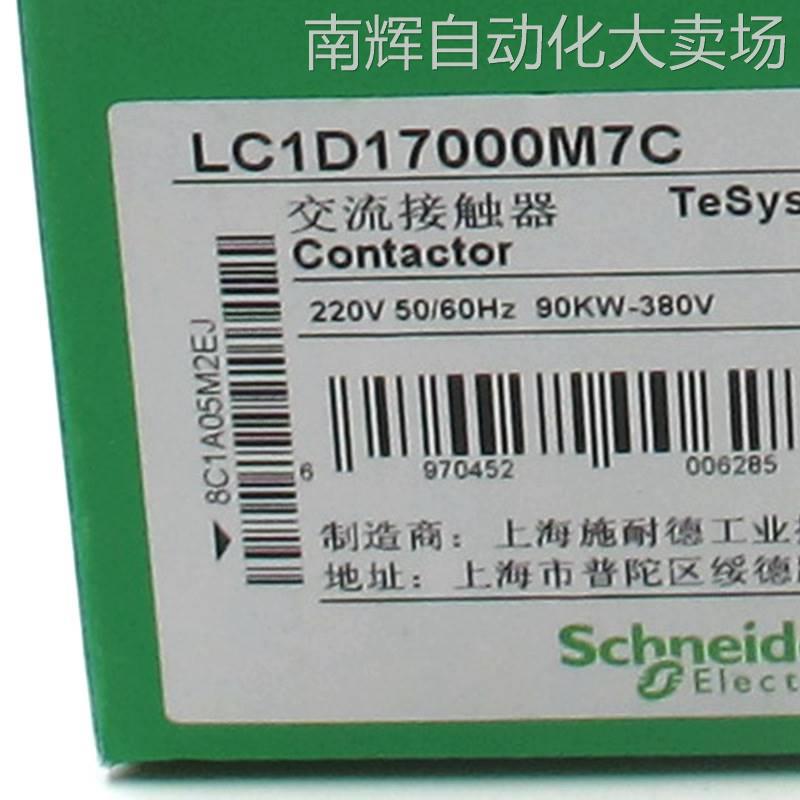 南辉自动化大卖场
LC1D17000M7C
交流接触器 TeSys
Contactor
220V 50/60Hz 90KW-380V
8C1A05M2EJ
6 970452 006285
制造商：上海施耐德工业
地址：上海市普陀区绥德
Schneid
Elect